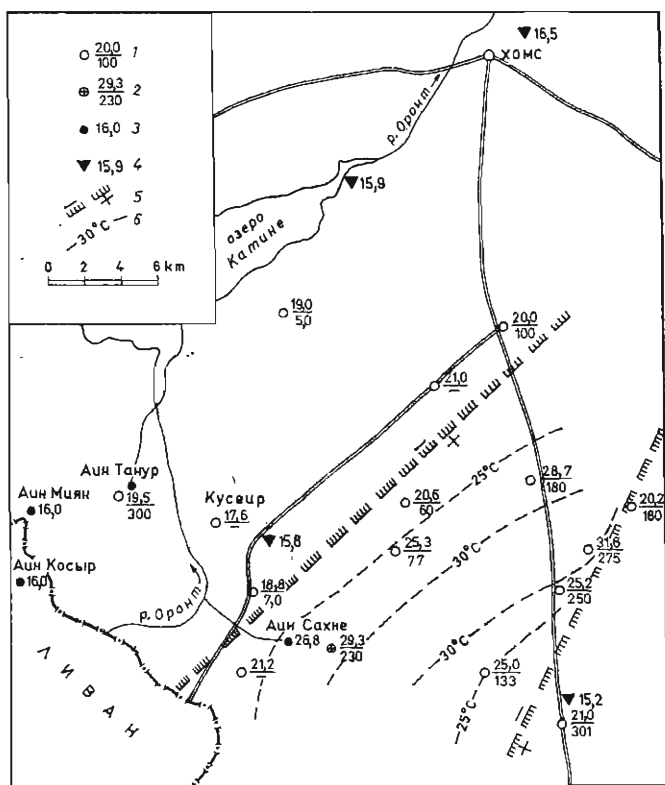 20,0
100
1
29,3
230
2
16,0 3
15,9 4
5
—30°C— 6
0 2 4 6 km
16,5
ХОМС
р. Оронт
15,9
озеро
Катине
19,0
5,0
20,0
100
21,0
—
25°C
28,7
180
20,2
180
Аин Танур
19,5
300
Аин Миян
16,0
Кусеир
17,6
—
20,6
60
15,8
25,3
77
30°C
31,6
275
Аин Косыр
16,0
25,2
250
18,8
7,0
р. Оронт
Аин Сахне
26,8
29,3
230
30°C
21,2
—
25,0
133
25°C
15,2
21,0
301
ЛИВАН